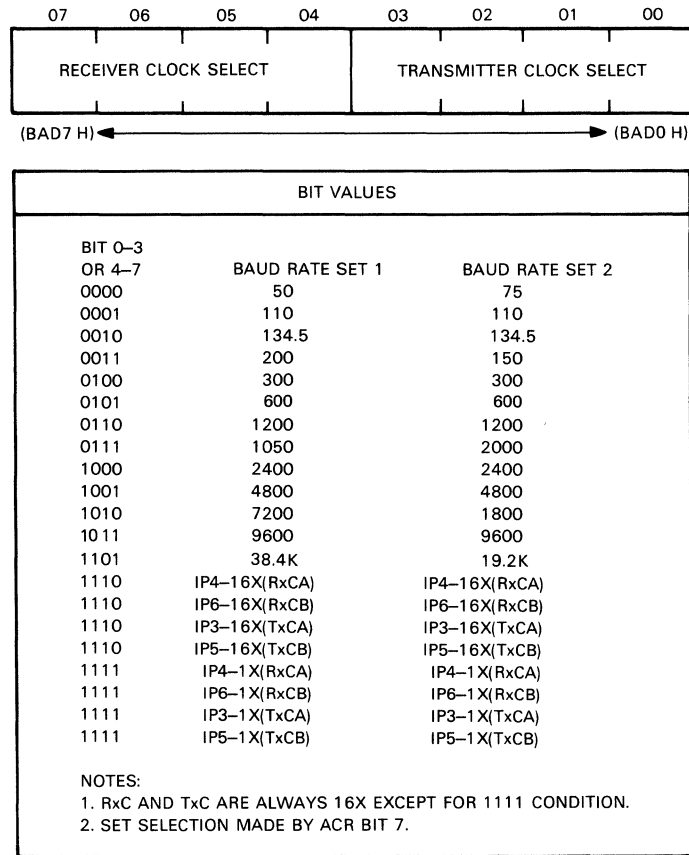 07 06 05 04 03 02 01 00
RECEIVER CLOCK SELECT TRANSMITTER CLOCK SELECT
(BAD7 H) (BAD0 H)
BIT VALUES
BIT 0–3
OR 4–7 BAUD RATE SET 1 BAUD RATE SET 2
0000 50 75
0001 110 110
0010 134.5 134.5
0011 200 150
0100 300 300
0101 600 600
0110 1200 1200
0111 1050 2000
1000 2400 2400
1001 4800 4800
1010 7200 1800
1011 9600 9600
1101 38.4K 19.2K
1110 IP4–16X(RxCA) IP4–16X(RxCA)
1110 IP6–16X(RxCB) IP6–16X(RxCB)
1110 IP3–16X(TxCA) IP3–16X(TxCA)
1110 IP5–16X(TxCB) IP5–16X(TxCB)
1111 IP4–1X(RxCA) IP4–1X(RxCA)
1111 IP6–1X(RxCB) IP6–1X(RxCB)
1111 IP3–1X(TxCA) IP3–1X(TxCA)
1111 IP5–1X(TxCB) IP5–1X(TxCB)
NOTES:
1. RxC AND TxC ARE ALWAYS 16X EXCEPT FOR 1111 CONDITION.
2. SET SELECTION MADE BY ACR BIT 7.